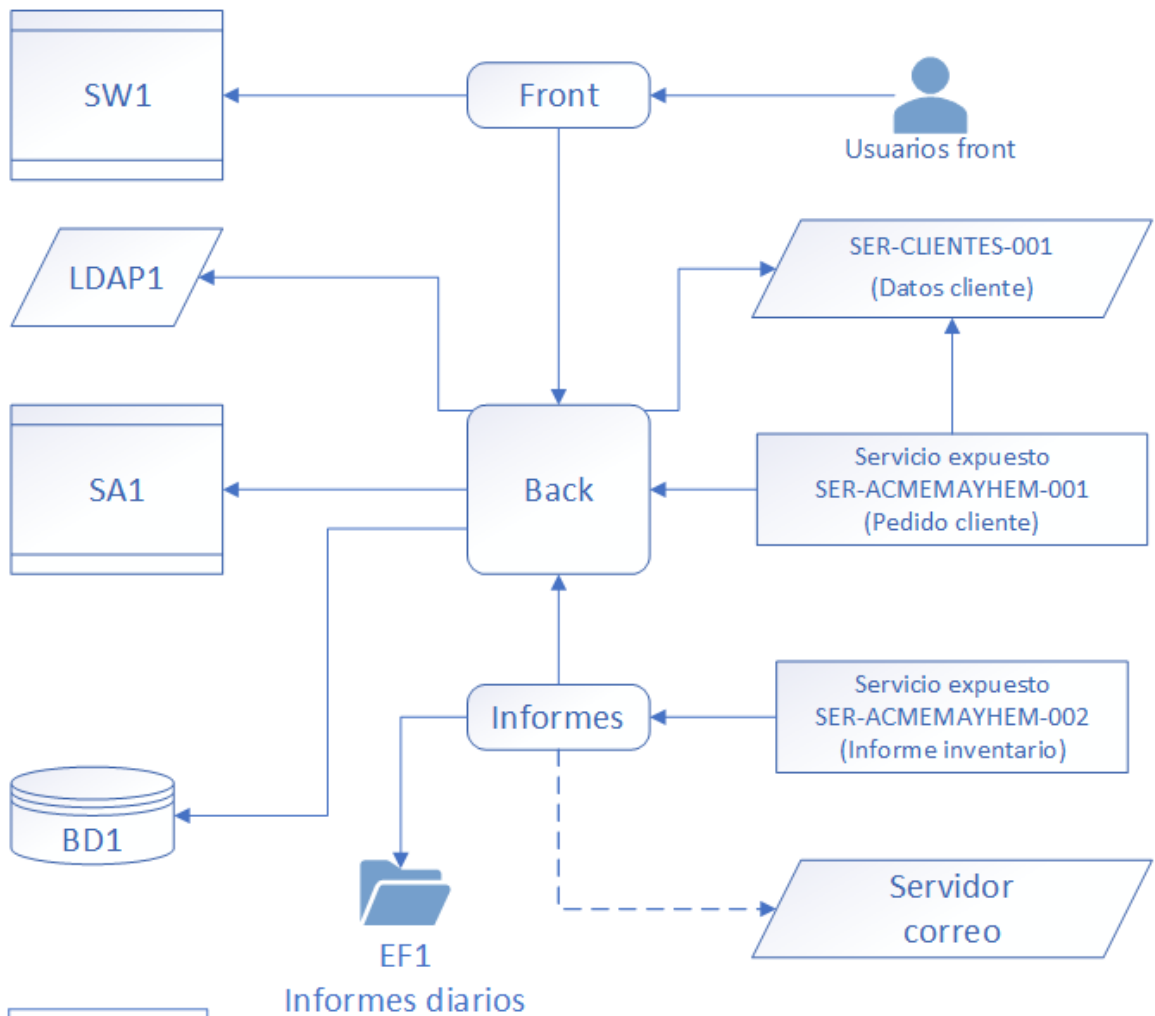 SW1
Front
Usuarios front
LDAP1
SER-CLIENTES-001
(Datos cliente)
SA1
Back
Servicio expuesto
SER-ACMEMAYHEM-001
(Pedido cliente)
Informes
Servicio expuesto
SER-ACMEMAYHEM-002
(Informe inventario)
BD1
EF1
Informes diarios
Servidor
correo